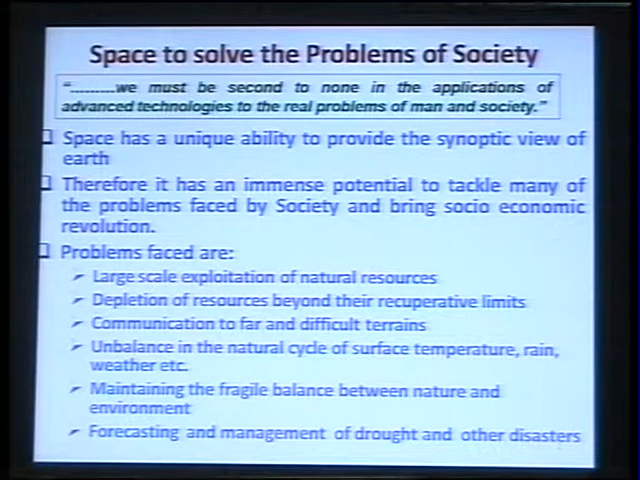 Space to solve the Problems of Society
“.........we must be second to none in the applications of
advanced technologies to the real problems of man and society.”
Space has a unique ability to provide the synoptic view of
earth
Therefore it has an immense potential to tackle many of
the problems faced by Society and bring socio economic
revolution.
Problems faced are:
Large scale exploitation of natural resources
Depletion of resources beyond their recuperative limits
Communication to far and difficult terrains
Unbalance in the natural cycle of surface temperature, rain,
weather etc.
Maintaining the fragile balance between nature and
environment
Forecasting and management of drought and other disasters